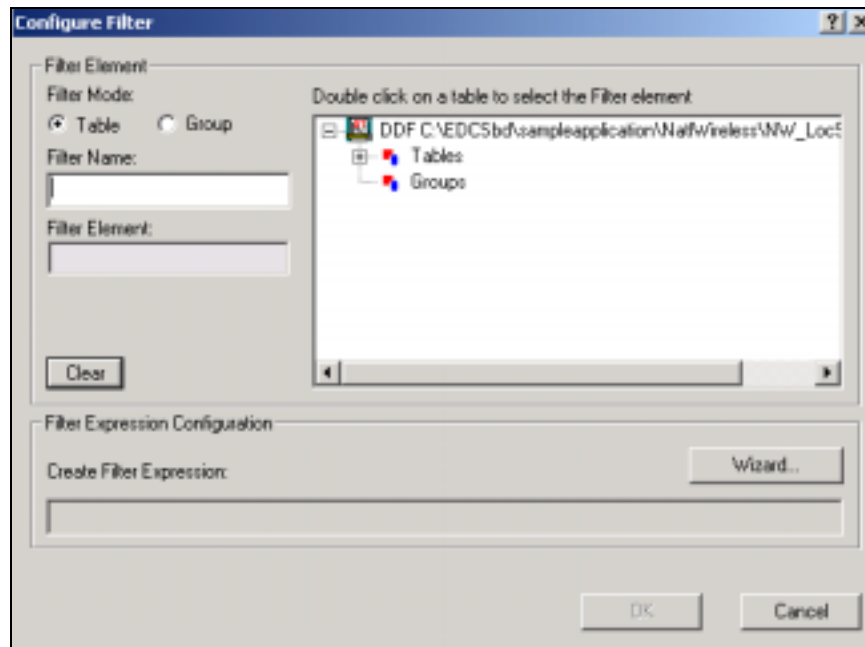 Configure Filter
Filter Element
Filter Mode:
Table
Group
Filter Name:
Filter Element:
Clear
Double click on a table to select the Filter element
DDF C:\EDCSbd\sampleapplication\NatlWireless\NW_LocS
Tables
Groups
Filter Expression Configuration
Create Filter Expression:
Wizard...
OK
Cancel